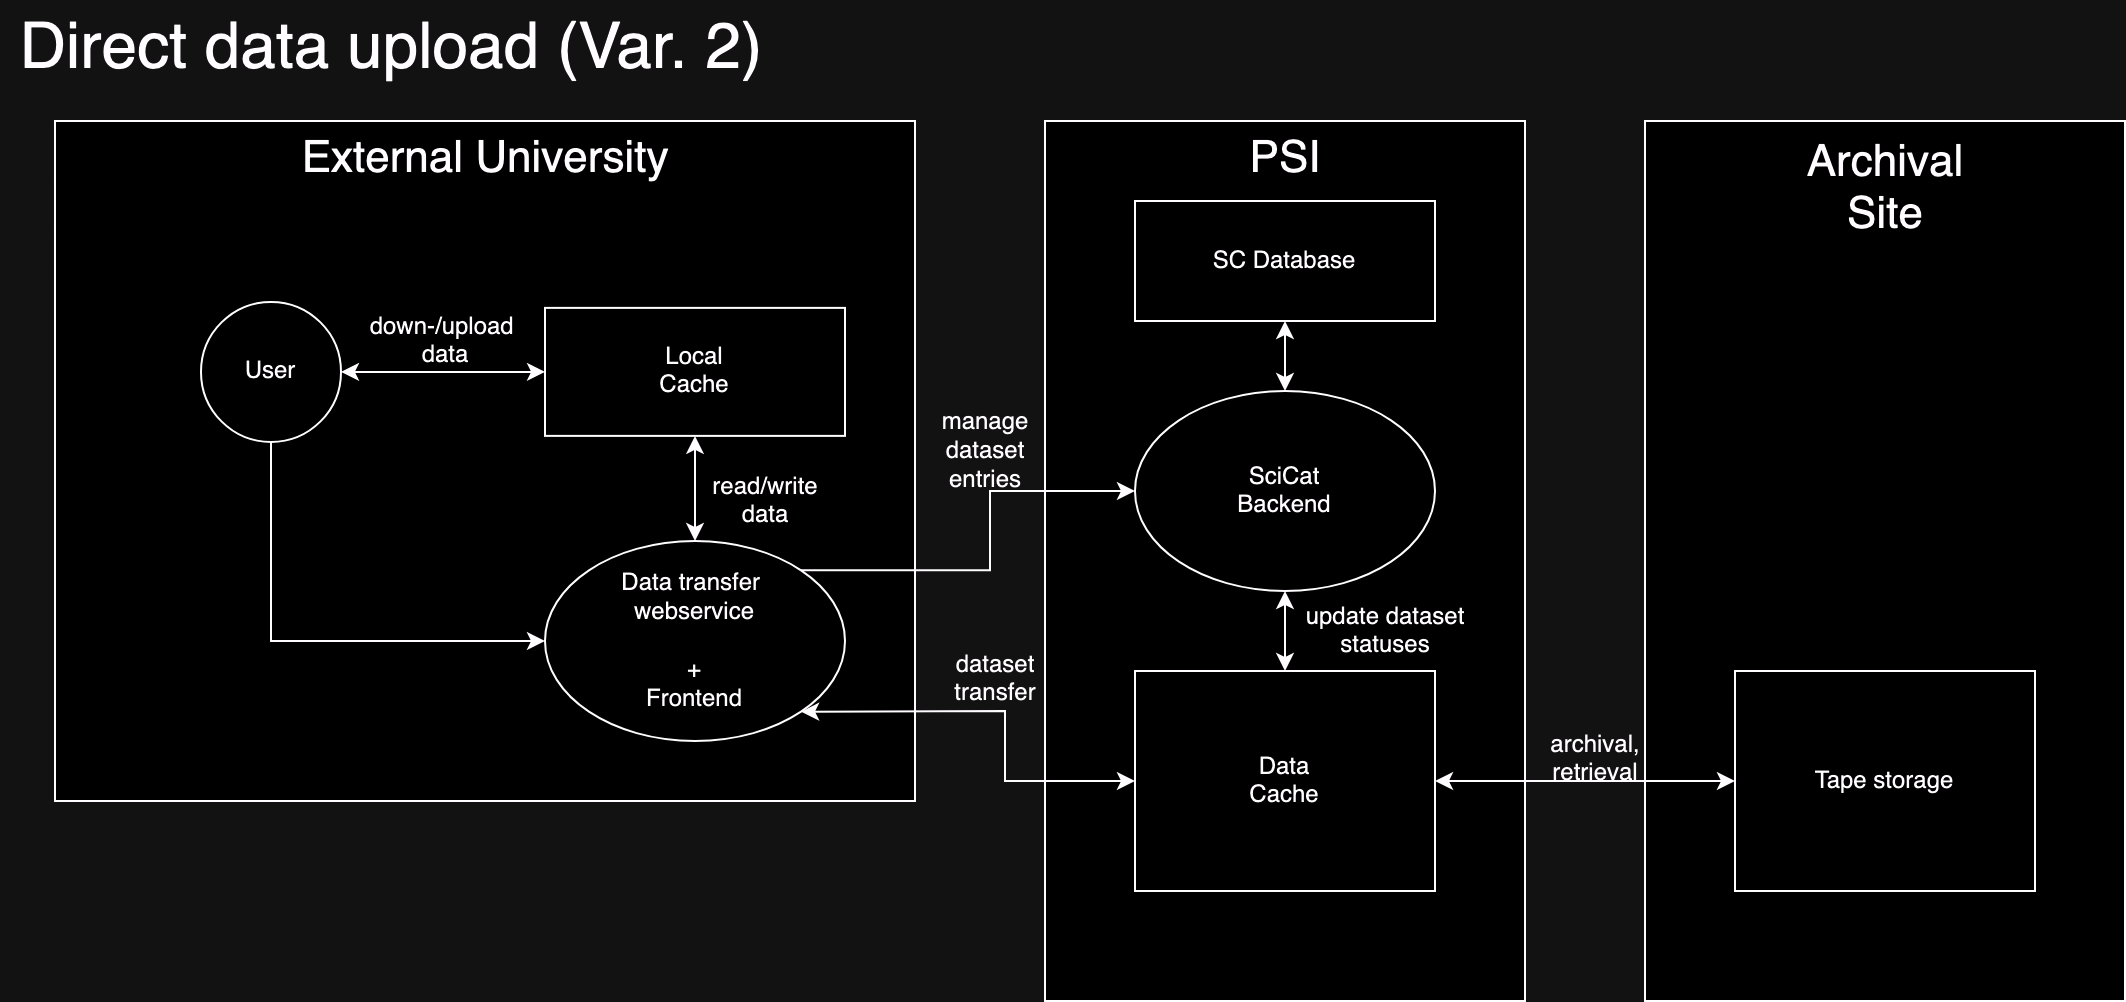 Direct data upload (Var. 2)
External University
User
down-/upload
data
Local
Cache
read/write
data
Data transfer
webservice
+
Frontend
manage
dataset
entries
dataset
transfer
PSI
SC Database
SciCat
Backend
update dataset
statuses
Data
Cache
archival,
retrieval
Archival
Site
Tape storage